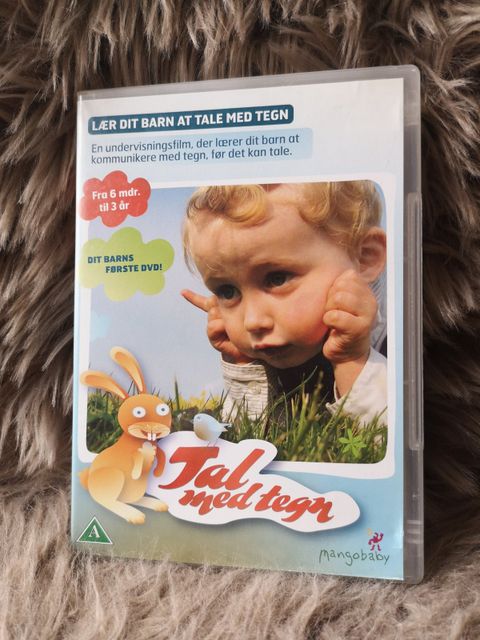 LÆR DIT BARN AT TALE MED TEGN
En undervisningsfilm, der lærer dit barn at
kommunikere med tegn, før det kan tale.
Fra 6 mdr.
til 3 år
DIT BARNS
FØRSTE DVD!
Tal
med tegn
A
mangobaby